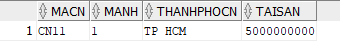 MACN MANH THANHPHOCN TAISAN
1 CN11 1 TP HCM 5000000000